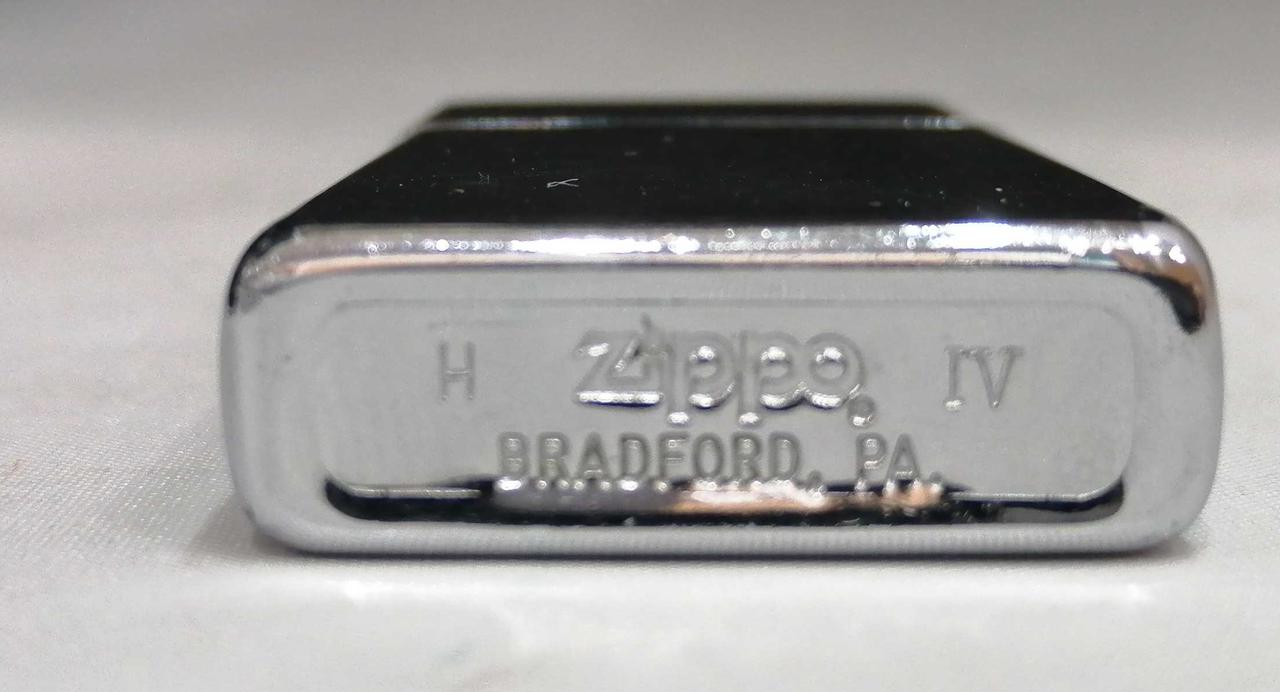 H Zippo® IV
BRADFORD, PA.